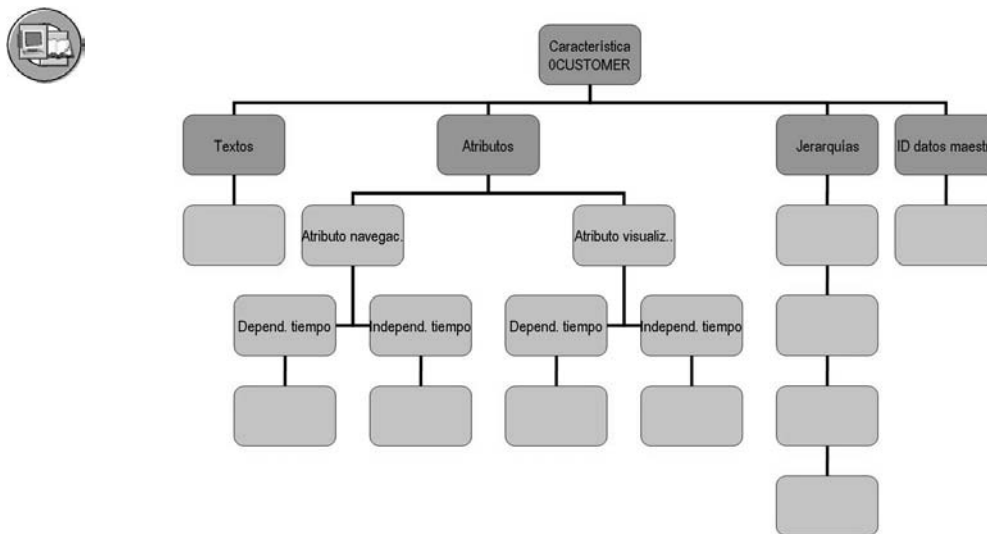 Característica
0CUSTOMER
Textos
Atributos
Jerarquías
ID datos maestr
Atributo navegac.
Atributo visualiz..
Depend. tiempo
Independ. tiempo
Depend. tiempo
Independ. tiempo